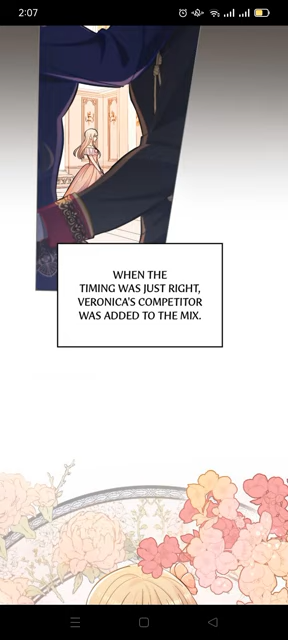 2:07
WHEN THE
TIMING WAS JUST RIGHT,
VERONICA'S COMPETITOR
WAS ADDED TO THE MIX.